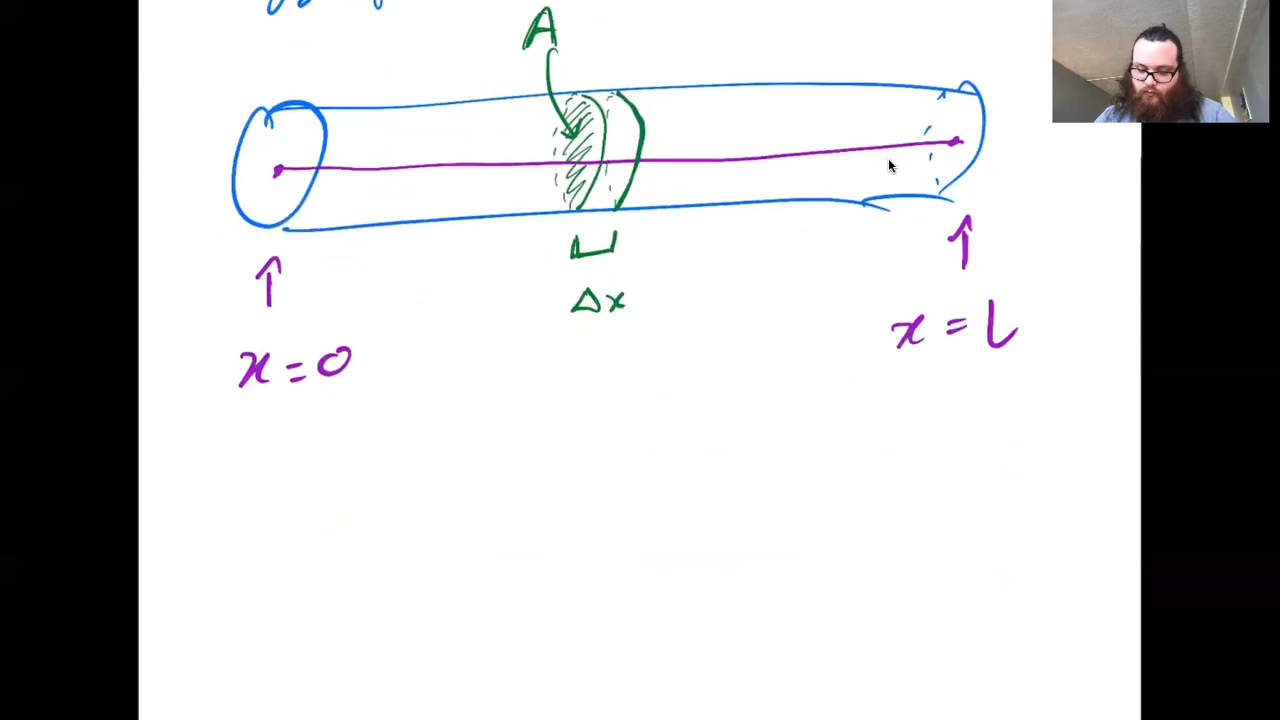 A
Δx
x = 0
x = L